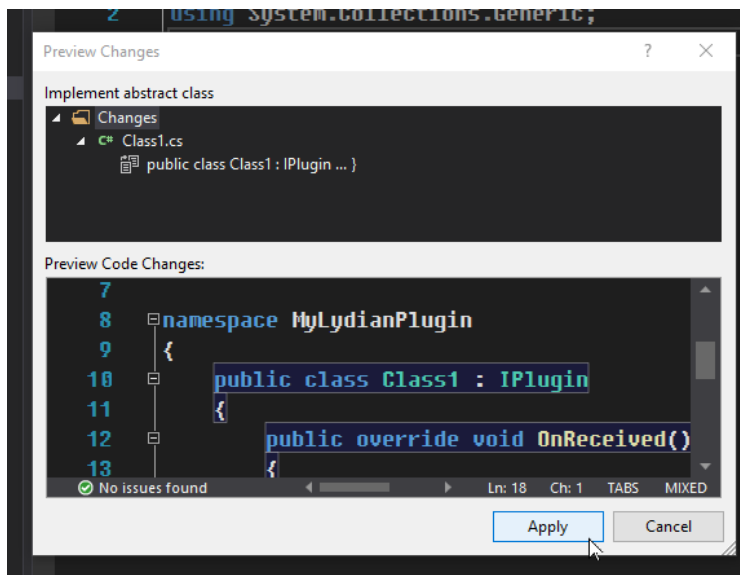 2 using System.Collections.Generic;
Preview Changes ? ×
Implement abstract class
Changes
C# Class1.cs
public class Class1 : IPlugin ... }
Preview Code Changes:
7
8 namespace MyLydianPlugin
9 {
10 public class Class1 : IPlugin
11 {
12 public override void OnReceived()
13 {
No issues found Ln: 18 Ch: 1 TABS MIXED
Apply Cancel